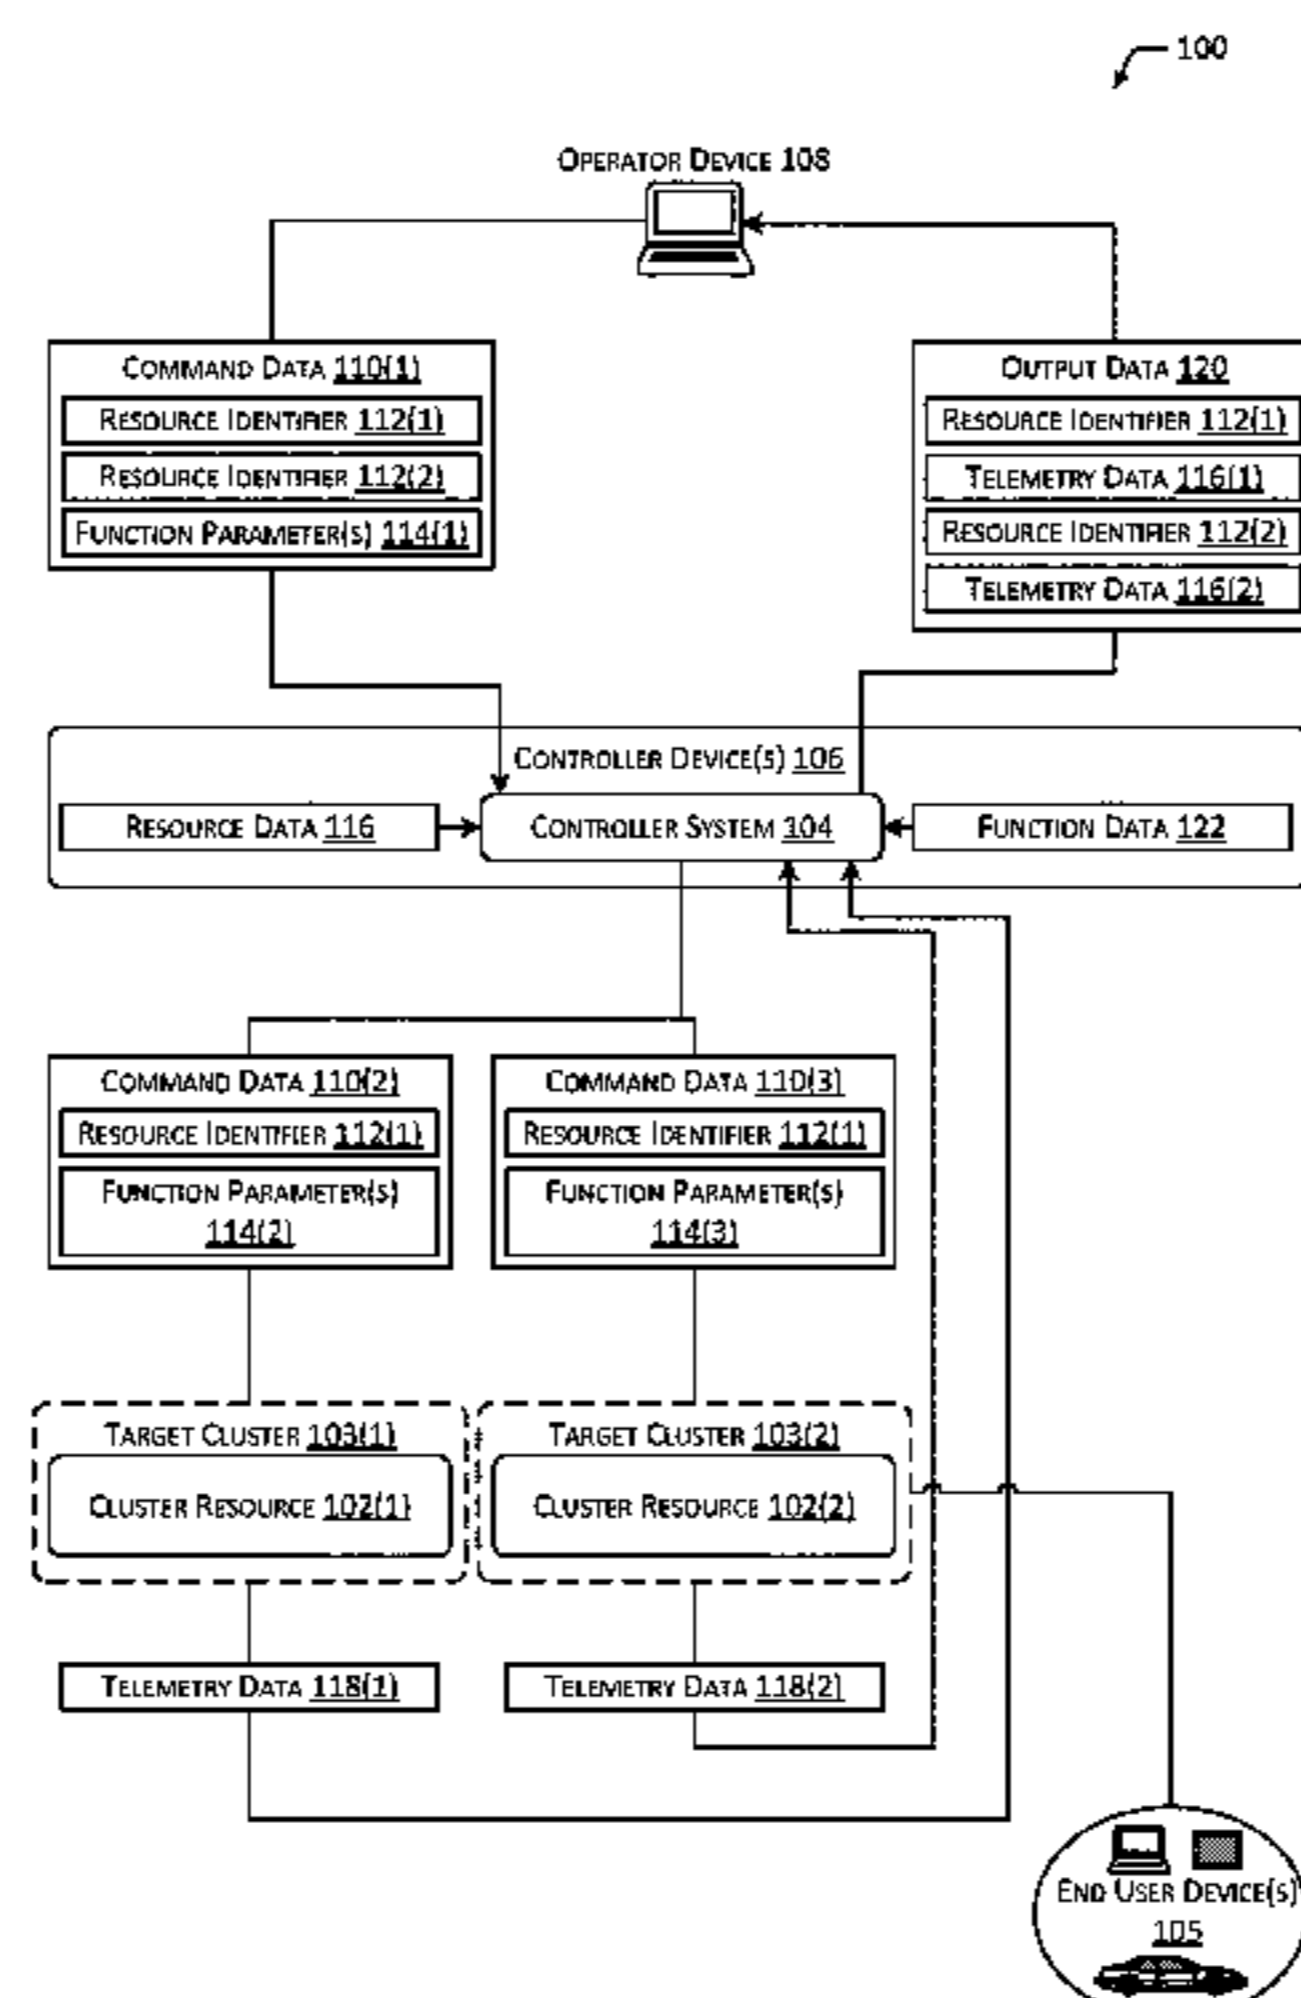 100
OPERATOR DEVICE 108
COMMAND DATA 110(1)
RESOURCE IDENTIFIER 112(1)
RESOURCE IDENTIFIER 112(2)
FUNCTION PARAMETER(S) 114(1)
OUTPUT DATA 120
RESOURCE IDENTIFIER 112(1)
TELEMETRY DATA 116(1)
RESOURCE IDENTIFIER 112(2)
TELEMETRY DATA 116(2)
CONTROLLER DEVICE(S) 106
RESOURCE DATA 116
CONTROLLER SYSTEM 104
FUNCTION DATA 122
COMMAND DATA 110(2)
RESOURCE IDENTIFIER 112(1)
FUNCTION PARAMETER(S)
114(2)
COMMAND DATA 110(3)
RESOURCE IDENTIFIER 112(1)
FUNCTION PARAMETER(S)
114(3)
TARGET CLUSTER 103(1)
CLUSTER RESOURCE 102(1)
TARGET CLUSTER 103(2)
CLUSTER RESOURCE 102(2)
TELEMETRY DATA 118(1)
TELEMETRY DATA 118(2)
END USER DEVICE(S)
105